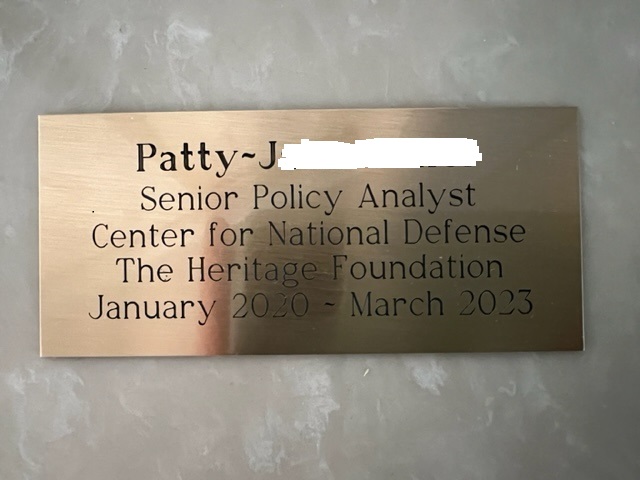 Patty~J
Senior Policy Analyst
Center for National Defense
The Heritage Foundation
January 2020 ~ March 2023